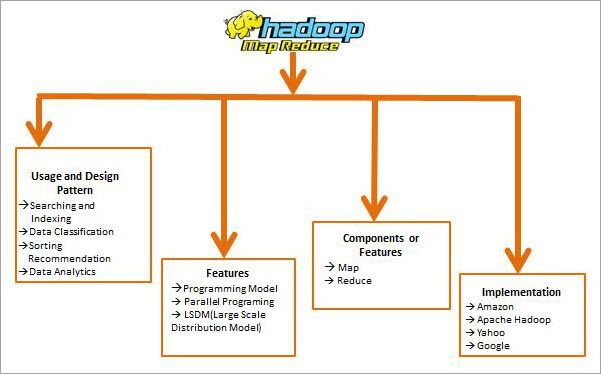 hadoop
Map Reduce
Usage and Design
Pattern
→Searching and
Indexing
→Data Classification
→Sorting
Recommendation
→Data Analytics
Features
→Programming Model
→ Parallel Programing
→ LSDM(Large Scale
Distribution Model)
Components or
Features
→ Map
→ Reduce
Implementation
→ Amazon
→ Apache Hadoop
→ Yahoo
→ Google